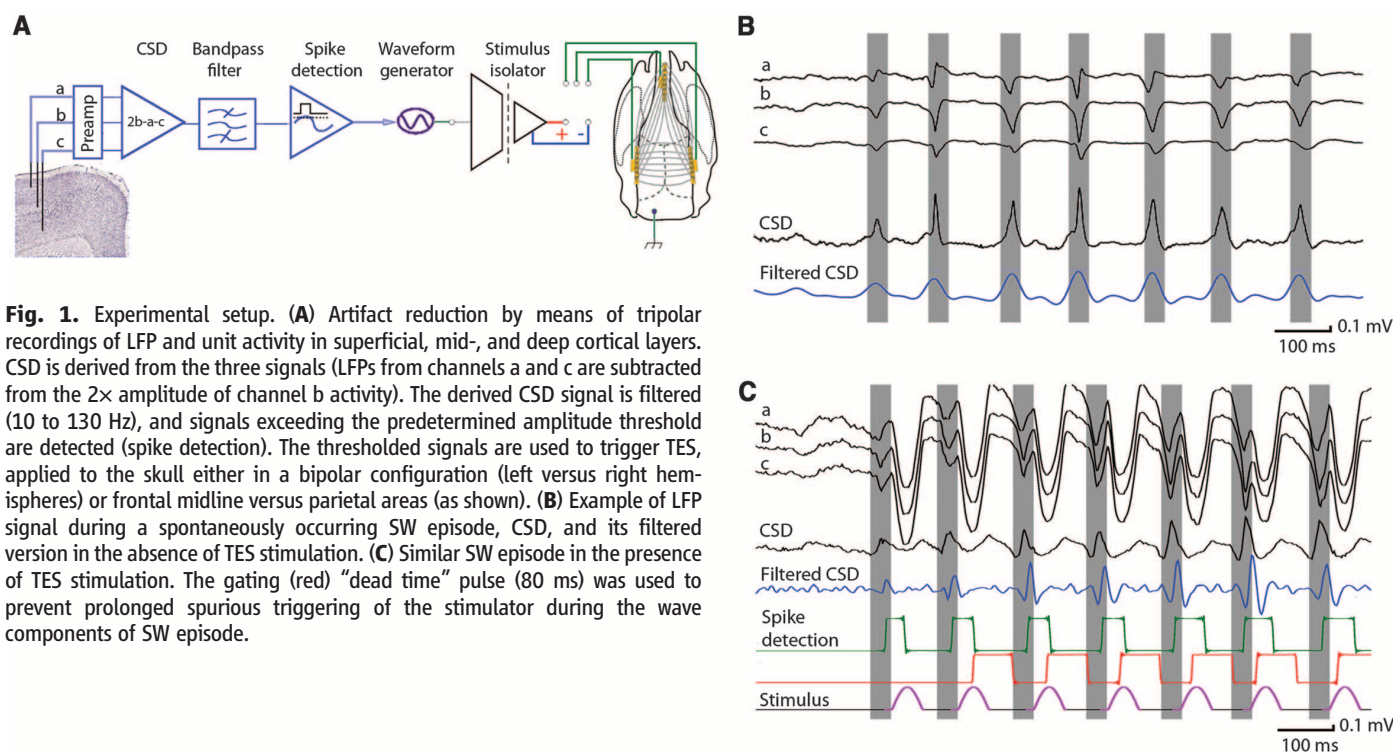 A
CSD
Bandpass
filter
Spike
detection
Waveform
generator
Stimulus
isolator
a
b
c
Preamp
2b-a-c
+ -
Fig. 1. Experimental setup. (A) Artifact reduction by means of tripolar
recordings of LFP and unit activity in superficial, mid-, and deep cortical layers.
CSD is derived from the three signals (LFPs from channels a and c are subtracted
from the 2× amplitude of channel b activity). The derived CSD signal is filtered
(10 to 130 Hz), and signals exceeding the predetermined amplitude threshold
are detected (spike detection). The thresholded signals are used to trigger TES,
applied to the skull either in a bipolar configuration (left versus right hem-
ispheres) or frontal midline versus parietal areas (as shown). (B) Example of LFP
signal during a spontaneously occurring SW episode, CSD, and its filtered
version in the absence of TES stimulation. (C) Similar SW episode in the presence
of TES stimulation. The gating (red) “dead time” pulse (80 ms) was used to
prevent prolonged spurious triggering of the stimulator during the wave
components of SW episode.
B
a
b
c
CSD
Filtered CSD
0.1 mV
100 ms
C
a
b
c
CSD
Filtered CSD
Spike
detection
Stimulus
0.1 mV
100 ms